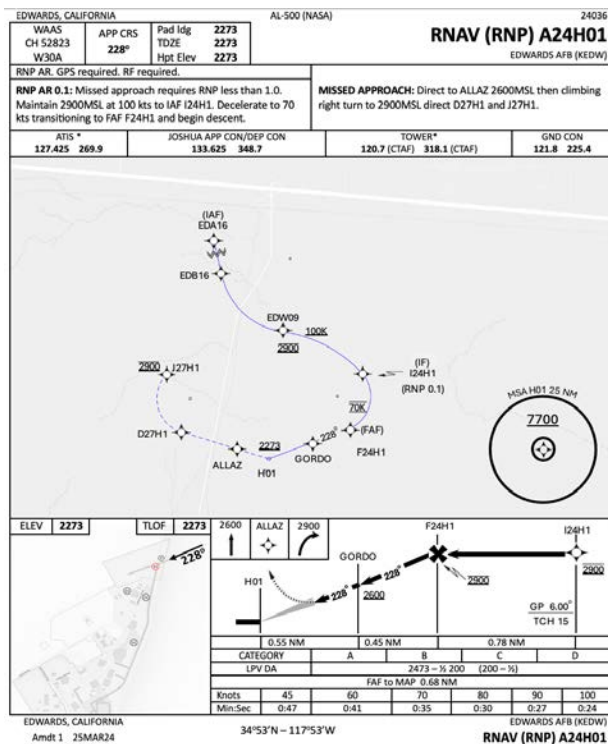 EDWARDS, CALIFORNIA AL-500 (NASA) 24036
WAAS
CH 52823
W30A
APP CRS
228°
Pad ldg 2273
TDZE 2273
Hpt Elev 2273
RNAV (RNP) A24H01
EDWARDS AFB (KEDW)
RNP AR. GPS required. RF required.
RNP AR 0.1: Missed approach requires RNP less than 1.0.
Maintain 2900MSL at 100 kts to IAF I24H1. Decelerate to 70
kts transitioning to FAF F24H1 and begin descent.
MISSED APPROACH: Direct to ALLAZ 2600MSL then climbing
right turn to 2900MSL direct D27H1 and J27H1.
ATIS *
127.425 269.9
JOSHUA APP CON/DEP CON
133.625 348.7
TOWER*
120.7 (CTAF) 318.1 (CTAF)
GND CON
121.8 225.4
(IAF)
EDA16
EDB16
EDW09
100K
2900
(IF)
I24H1
(RNP 0.1)
2900 J27H1
70K
MSA H01 25 NM
7700
D27H1
2273
228°
(FAF)
F24H1
ALLAZ
H01
GORDO
ELEV 2273 TLOF 2273
228°
2600 ALLAZ 2900
F24H1
I24H1
GORDO
H01
228°
228°
2600
2900
2900
GP 6.00°
TCH 15
0.55 NM 0.45 NM 0.78 NM
CATEGORY A B C D
LPV DA 2473 – ½ 200 (200 – ½)
FAF to MAP 0.68 NM
Knots 45 60 70 80 90 100
Min:Sec 0:47 0:41 0:35 0:30 0:27 0:24
EDWARDS, CALIFORNIA
Amdt 1 25MAR24
34°53'N – 117°53'W
EDWARDS AFB (KEDW)
RNAV (RNP) A24H01